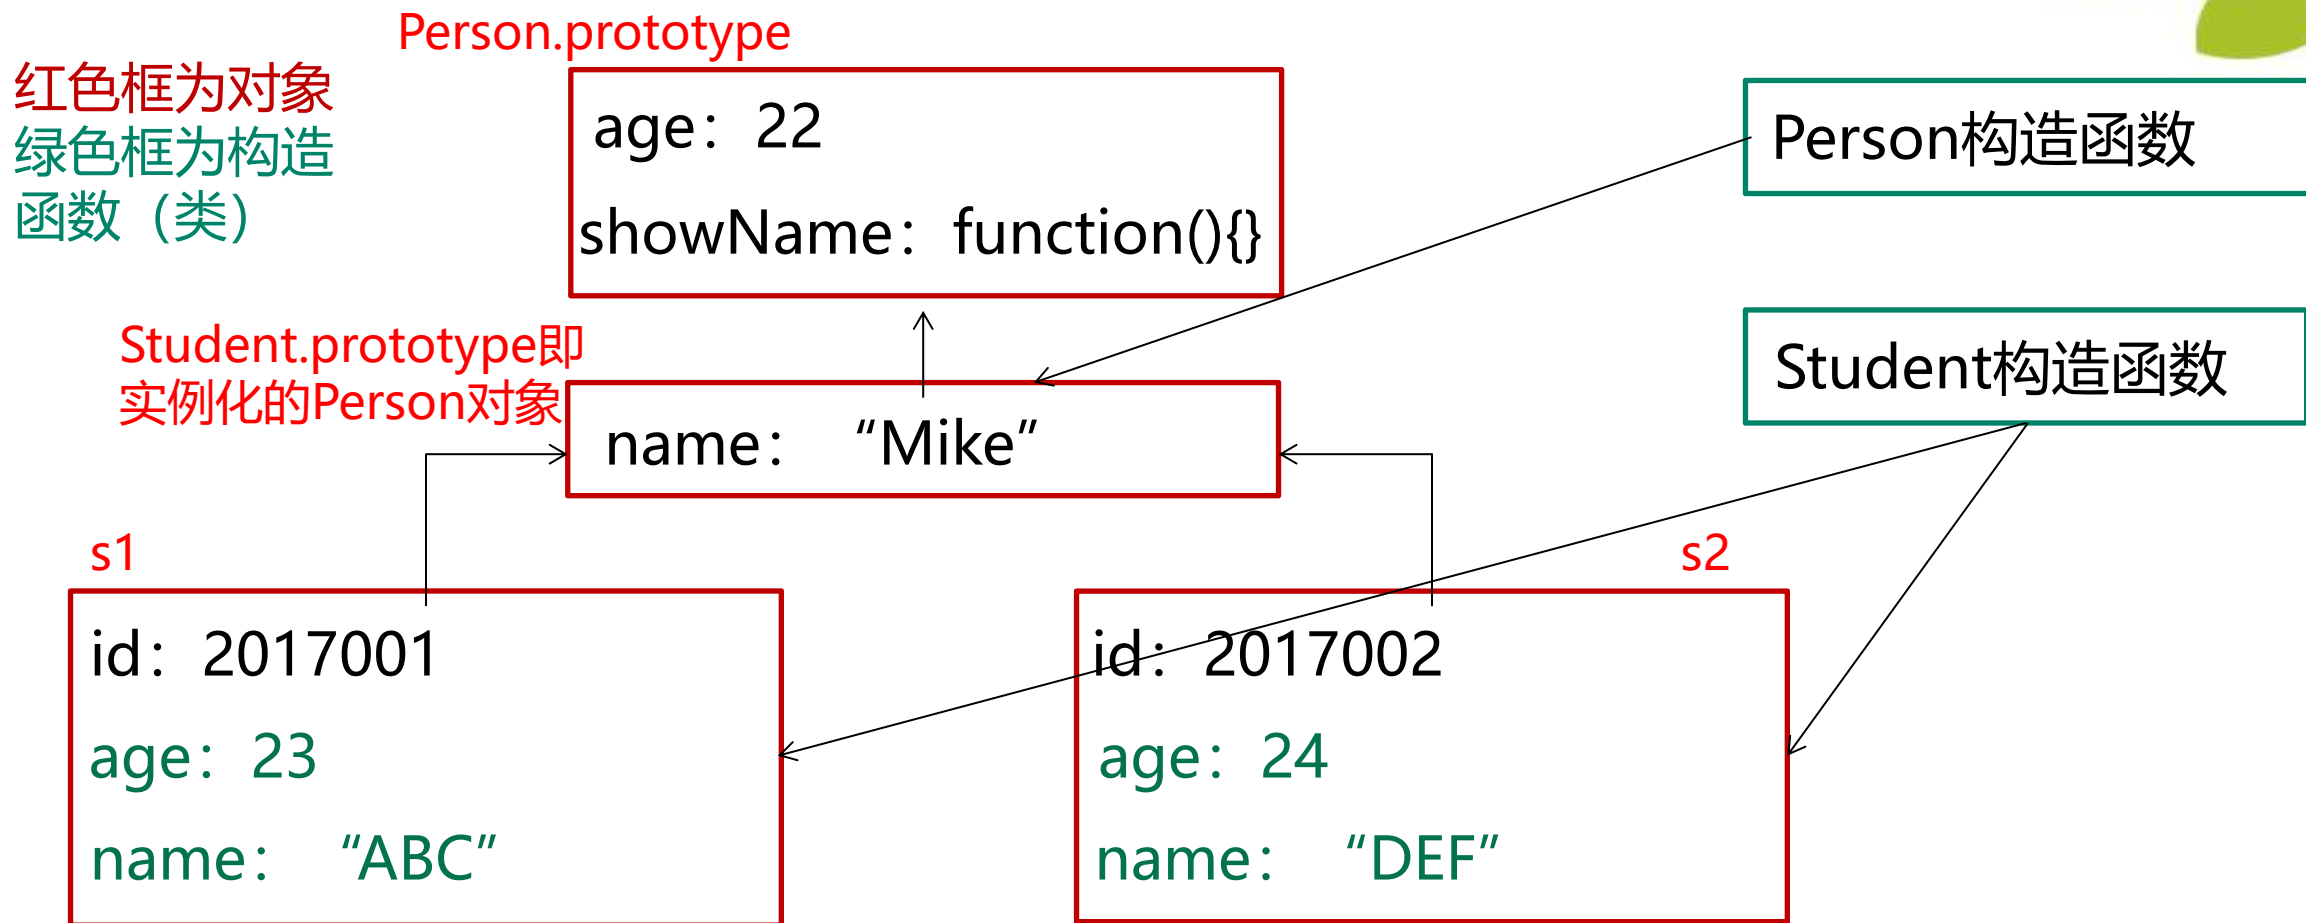 Person.prototype
红色框为对象
绿色框为构造
函数（类）
age：22
showName：function(){}
Person构造函数
Student.prototype即
实例化的Person对象
name： “Mike”
Student构造函数
s1
id：2017001
age：23
name： “ABC”
s2
id：2017002
age：24
name： “DEF”